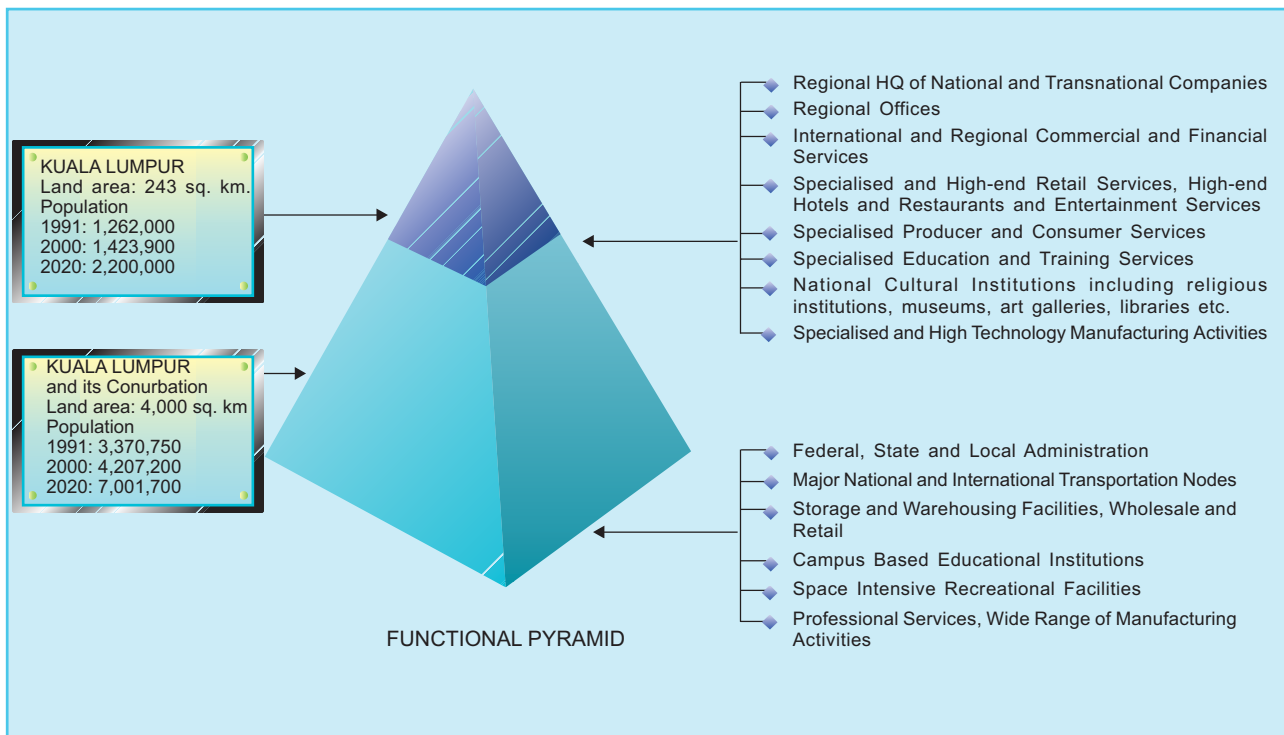 KUALA LUMPUR
Land area: 243 sq. km.
Population
1991: 1,262,000
2000: 1,423,900
2020: 2,200,000
KUALA LUMPUR
and its Conurbation
Land area: 4,000 sq. km
Population
1991: 3,370,750
2000: 4,207,200
2020: 7,001,700
FUNCTIONAL PYRAMID
Regional HQ of National and Transnational Companies
Regional Offices
International and Regional Commercial and Financial
Services
Specialised and High-end Retail Services, High-end
Hotels and Restaurants and Entertainment Services
Specialised Producer and Consumer Services
Specialised Education and Training Services
National Cultural Institutions including religious
institutions, museums, art galleries, libraries etc.
Specialised and High Technology Manufacturing Activities
Federal, State and Local Administration
Major National and International Transportation Nodes
Storage and Warehousing Facilities, Wholesale and
Retail
Campus Based Educational Institutions
Space Intensive Recreational Facilities
Professional Services, Wide Range of Manufacturing
Activities